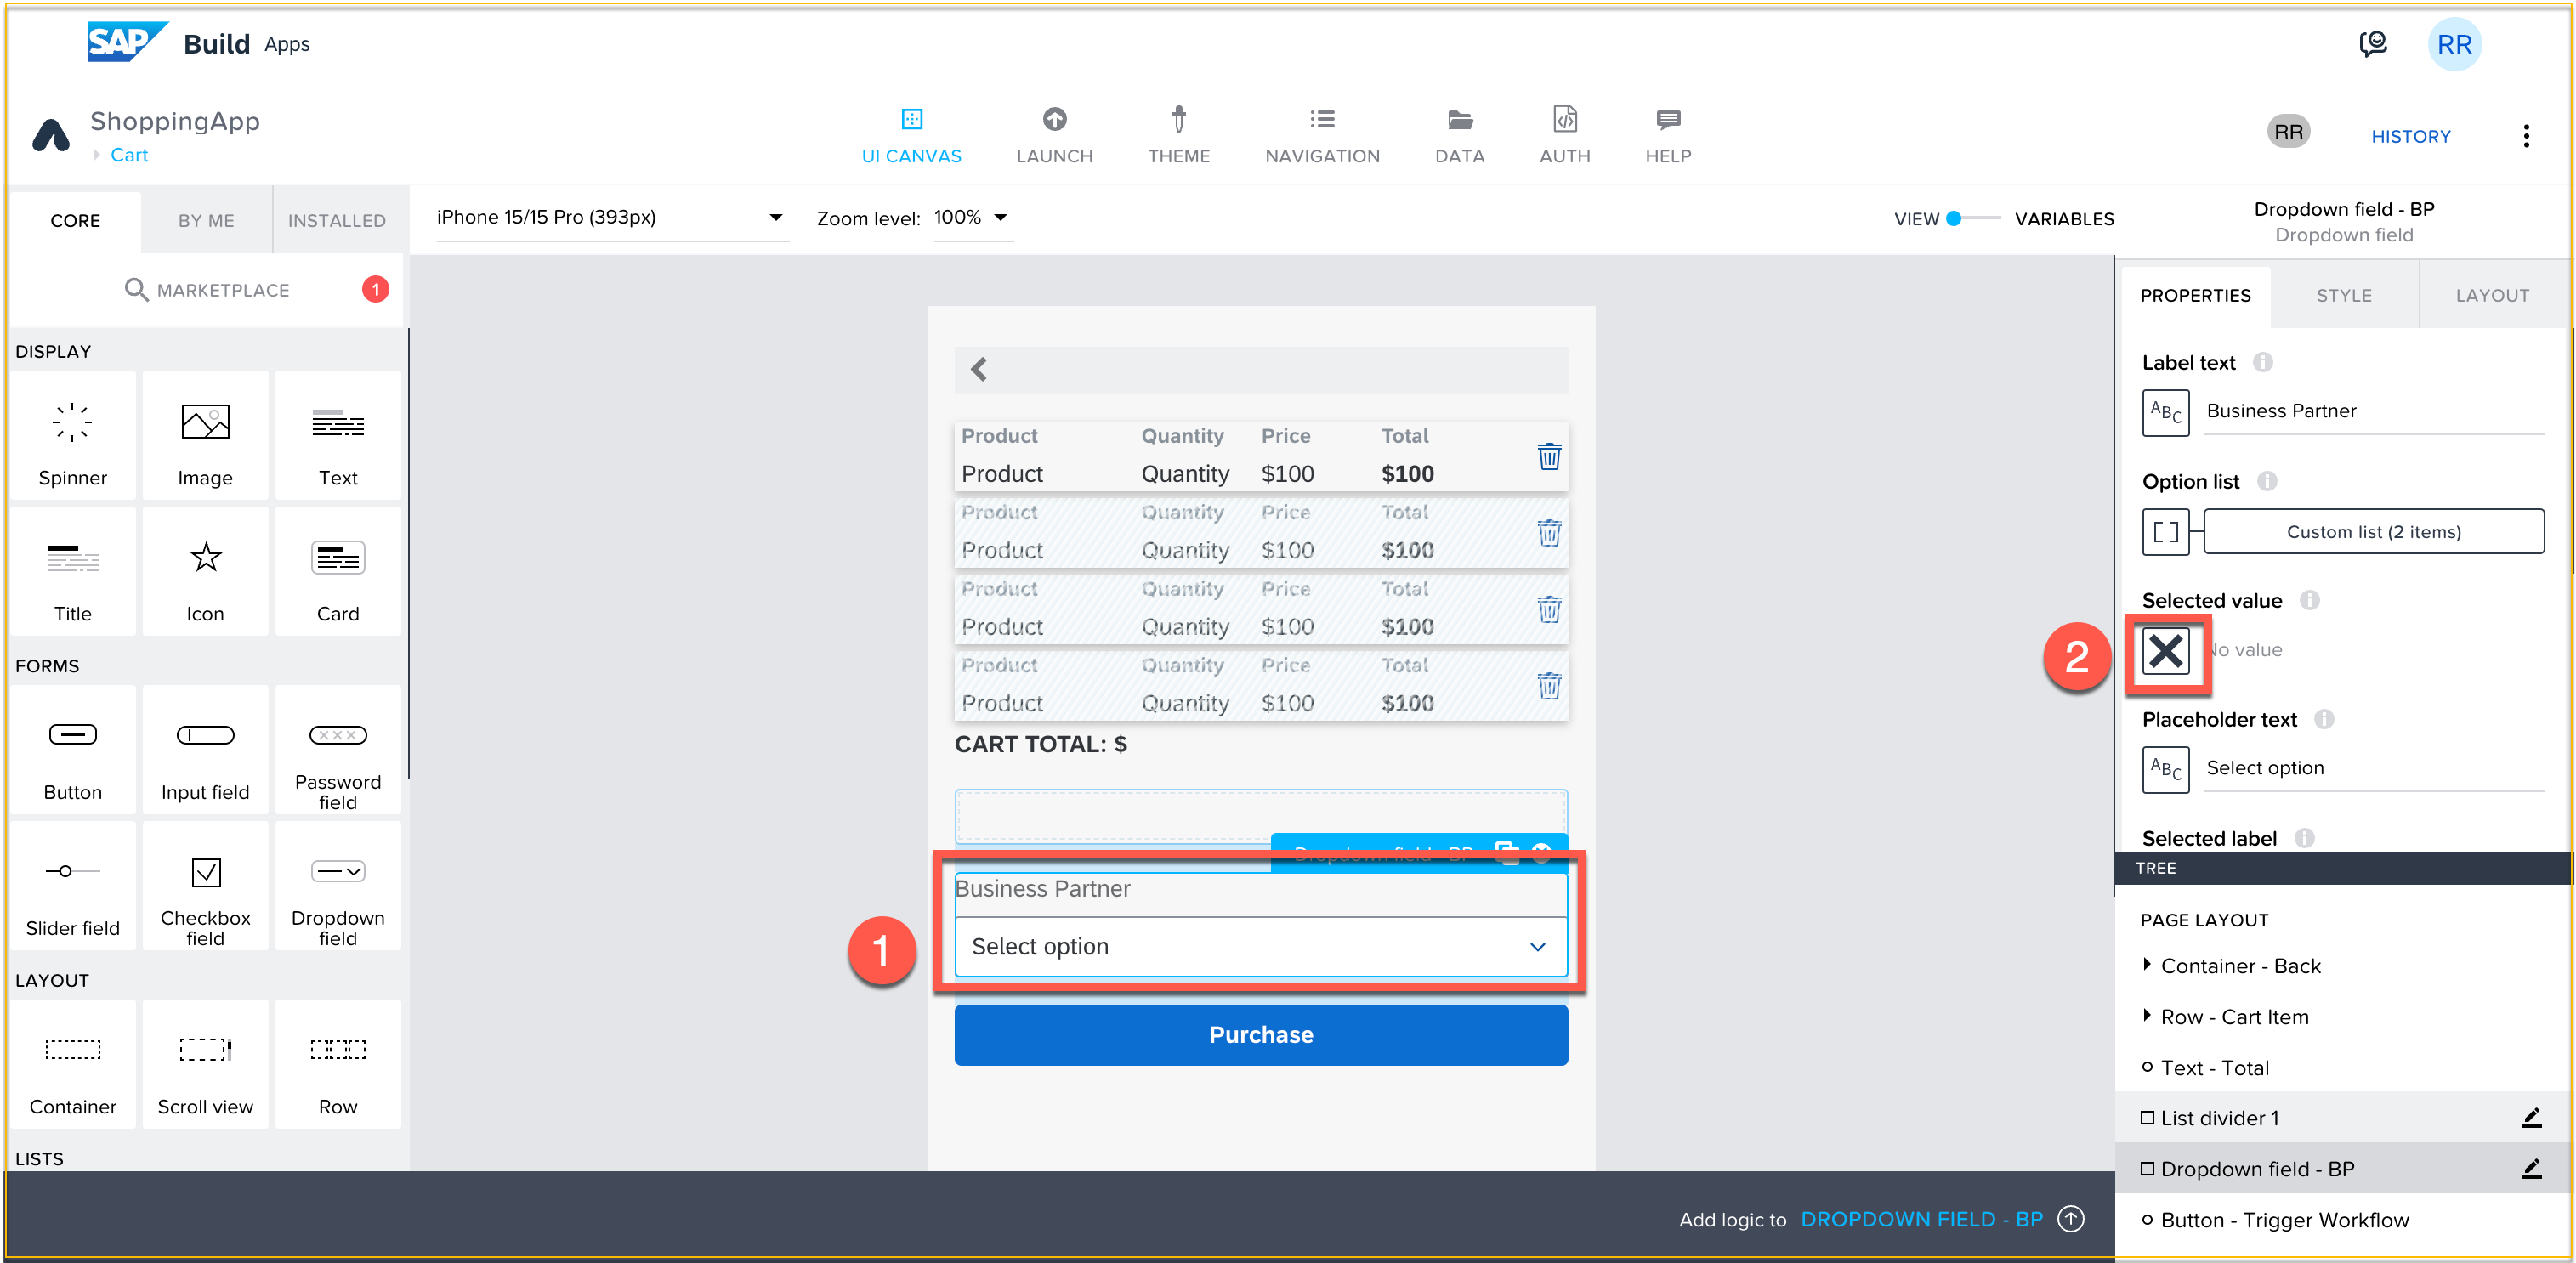 SAP Build Apps
RR
ShoppingApp
Cart
UI CANVAS
LAUNCH
THEME
NAVIGATION
DATA
AUTH
HELP
RR
HISTORY
CORE
BY ME
INSTALLED
iPhone 15/15 Pro (393px)
Zoom level: 100%
VIEW
VARIABLES
Dropdown field - BP
Dropdown field
MARKETPLACE
1
DISPLAY
Spinner
Image
Text
Title
Icon
Card
FORMS
Button
Input field
Password
field
Slider field
Checkbox
field
Dropdown
field
LAYOUT
Container
Scroll view
Row
LISTS
Product Quantity Price Total
Product Quantity $100 $100
Product Quantity Price Total
Product Quantity $100 $100
Product Quantity Price Total
Product Quantity $100 $100
Product Quantity Price Total
Product Quantity $100 $100
CART TOTAL: $
Dropdown field - BP
Business Partner
1
Select option
Purchase
Add logic to DROPDOWN FIELD - BP
PROPERTIES
STYLE
LAYOUT
Label text
ABC
Business Partner
Option list
[ ]
Custom list (2 items)
Selected value
2
No value
Placeholder text
ABC
Select option
Selected label
TREE
PAGE LAYOUT
Container - Back
Row - Cart Item
Text - Total
List divider 1
Dropdown field - BP
Button - Trigger Workflow